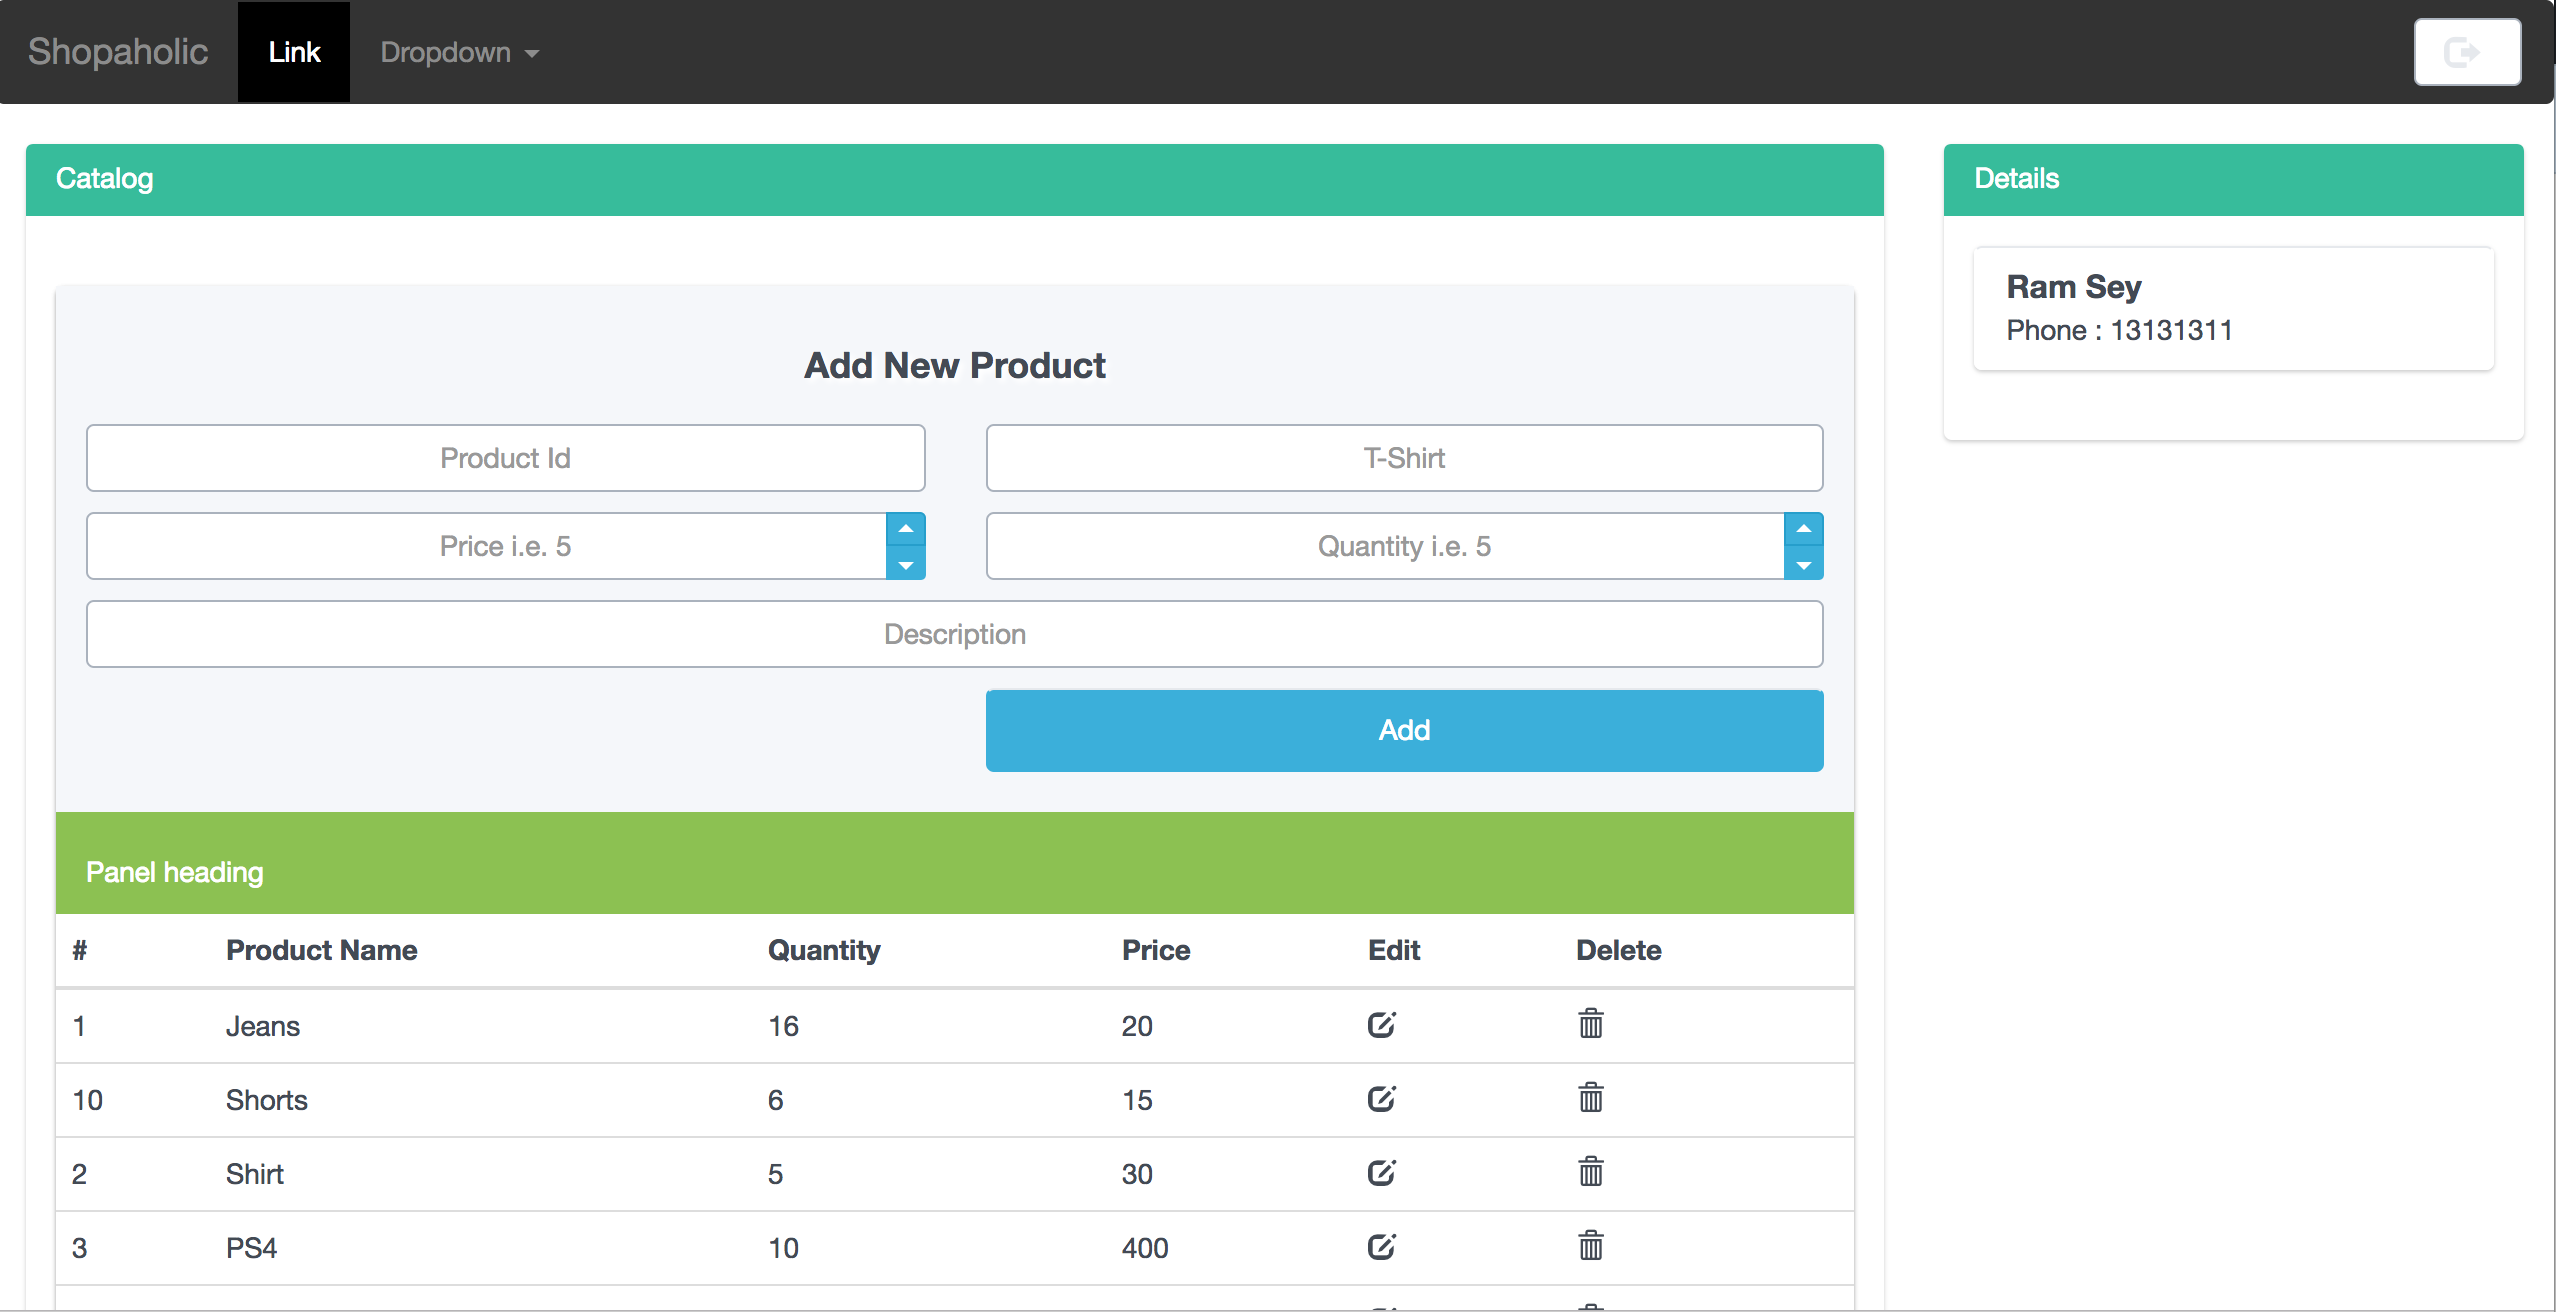 Shopaholic Link Dropdown
Catalog
Details
Ram Sey
Phone : 13131311
Add New Product
Product Id T-Shirt
Price i.e. 5 Quantity i.e. 5
Description
Add
Panel heading
# Product Name Quantity Price Edit Delete
1 Jeans 16 20
10 Shorts 6 15
2 Shirt 5 30
3 PS4 10 400